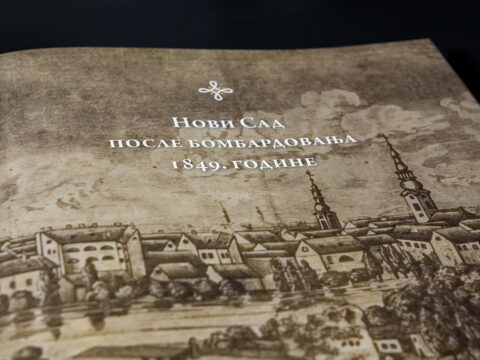 Нови Сад
после бомбардовања
1849. године